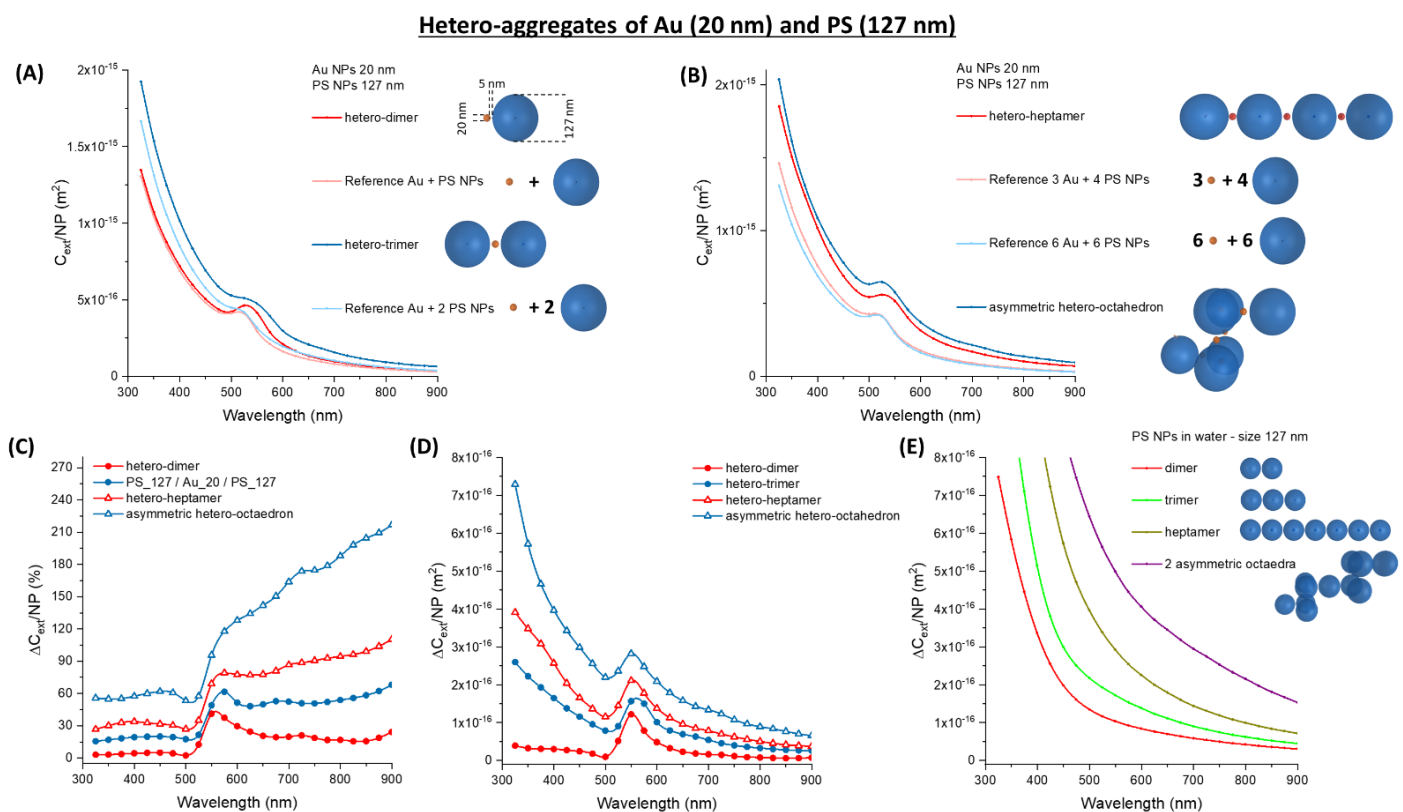 Hetero-aggregates of Au (20 nm) and PS (127 nm)
(A)
2x10⁻¹⁵
1.5x10⁻¹⁵
1x10⁻¹⁵
5x10⁻¹⁶
0
C_ext/NP (m²)
300 400 500 600 700 800 900
Wavelength (nm)
Au NPs 20 nm
PS NPs 127 nm
hetero-dimer
Reference Au + PS NPs
hetero-trimer
Reference Au + 2 PS NPs
5 nm
20 nm
127 nm
+
+ 2
(B)
2x10⁻¹⁵
1x10⁻¹⁵
0
C_ext/NP (m²)
300 400 500 600 700 800 900
Wavelength (nm)
Au NPs 20 nm
PS NPs 127 nm
hetero-heptamer
Reference 3 Au + 4 PS NPs
3 + 4
Reference 6 Au + 6 PS NPs
6 + 6
asymmetric hetero-octahedron
(C)
hetero-dimer
PS_127 / Au_20 / PS_127
hetero-heptamer
asymmetric hetero-octaedron
270
240
210
180
150
120
90
60
30
0
ΔC_ext/NP (%)
300 400 500 600 700 800 900
Wavelength (nm)
(D)
hetero-dimer
hetero-trimer
hetero-heptamer
asymmetric hetero-octahedron
8x10⁻¹⁶
7x10⁻¹⁶
6x10⁻¹⁶
5x10⁻¹⁶
4x10⁻¹⁶
3x10⁻¹⁶
2x10⁻¹⁶
1x10⁻¹⁶
0
ΔC_ext/NP (m²)
300 400 500 600 700 800 900
Wavelength (nm)
(E)
PS NPs in water - size 127 nm
dimer
trimer
heptamer
2 asymmetric octaedra
8x10⁻¹⁶
7x10⁻¹⁶
6x10⁻¹⁶
5x10⁻¹⁶
4x10⁻¹⁶
3x10⁻¹⁶
2x10⁻¹⁶
1x10⁻¹⁶
0
ΔC_ext/NP (m²)
300 400 500 600 700 800 900
Wavelength (nm)